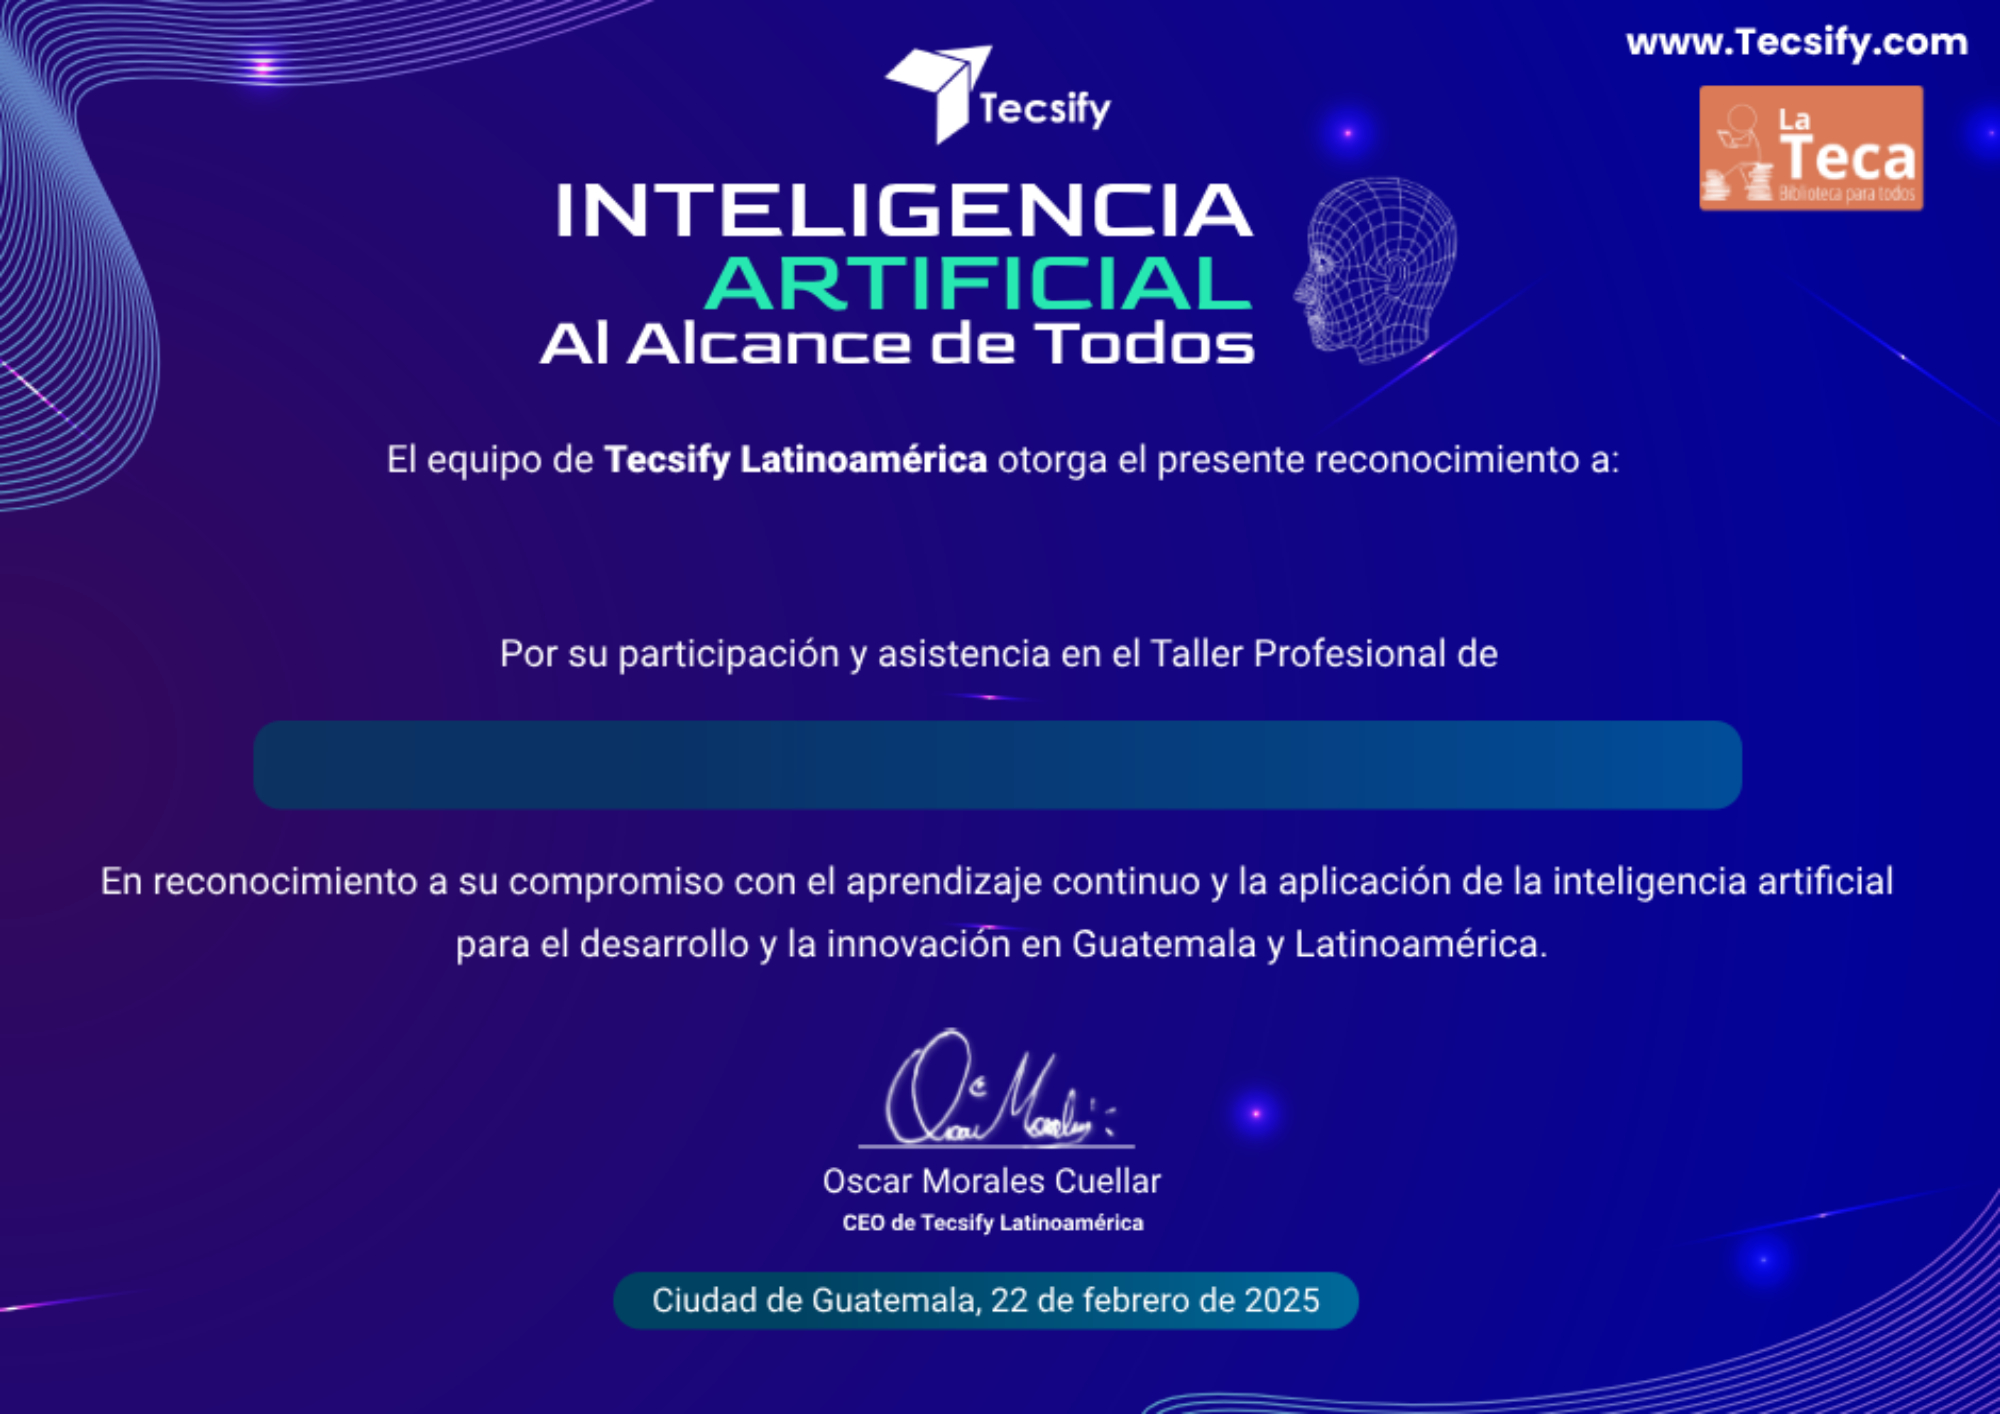 www.Tecsify.com
Tecsify
La
Teca
Biblioteca para todos
INTELIGENCIA
ARTIFICIAL
Al Alcance de Todos
El equipo de Tecsify Latinoamérica otorga el presente reconocimiento a:
Por su participación y asistencia en el Taller Profesional de
En reconocimiento a su compromiso con el aprendizaje continuo y la aplicación de la inteligencia artificial
para el desarrollo y la innovación en Guatemala y Latinoamérica.
Oscar Morales Cuellar
CEO de Tecsify Latinoamérica
Ciudad de Guatemala, 22 de febrero de 2025